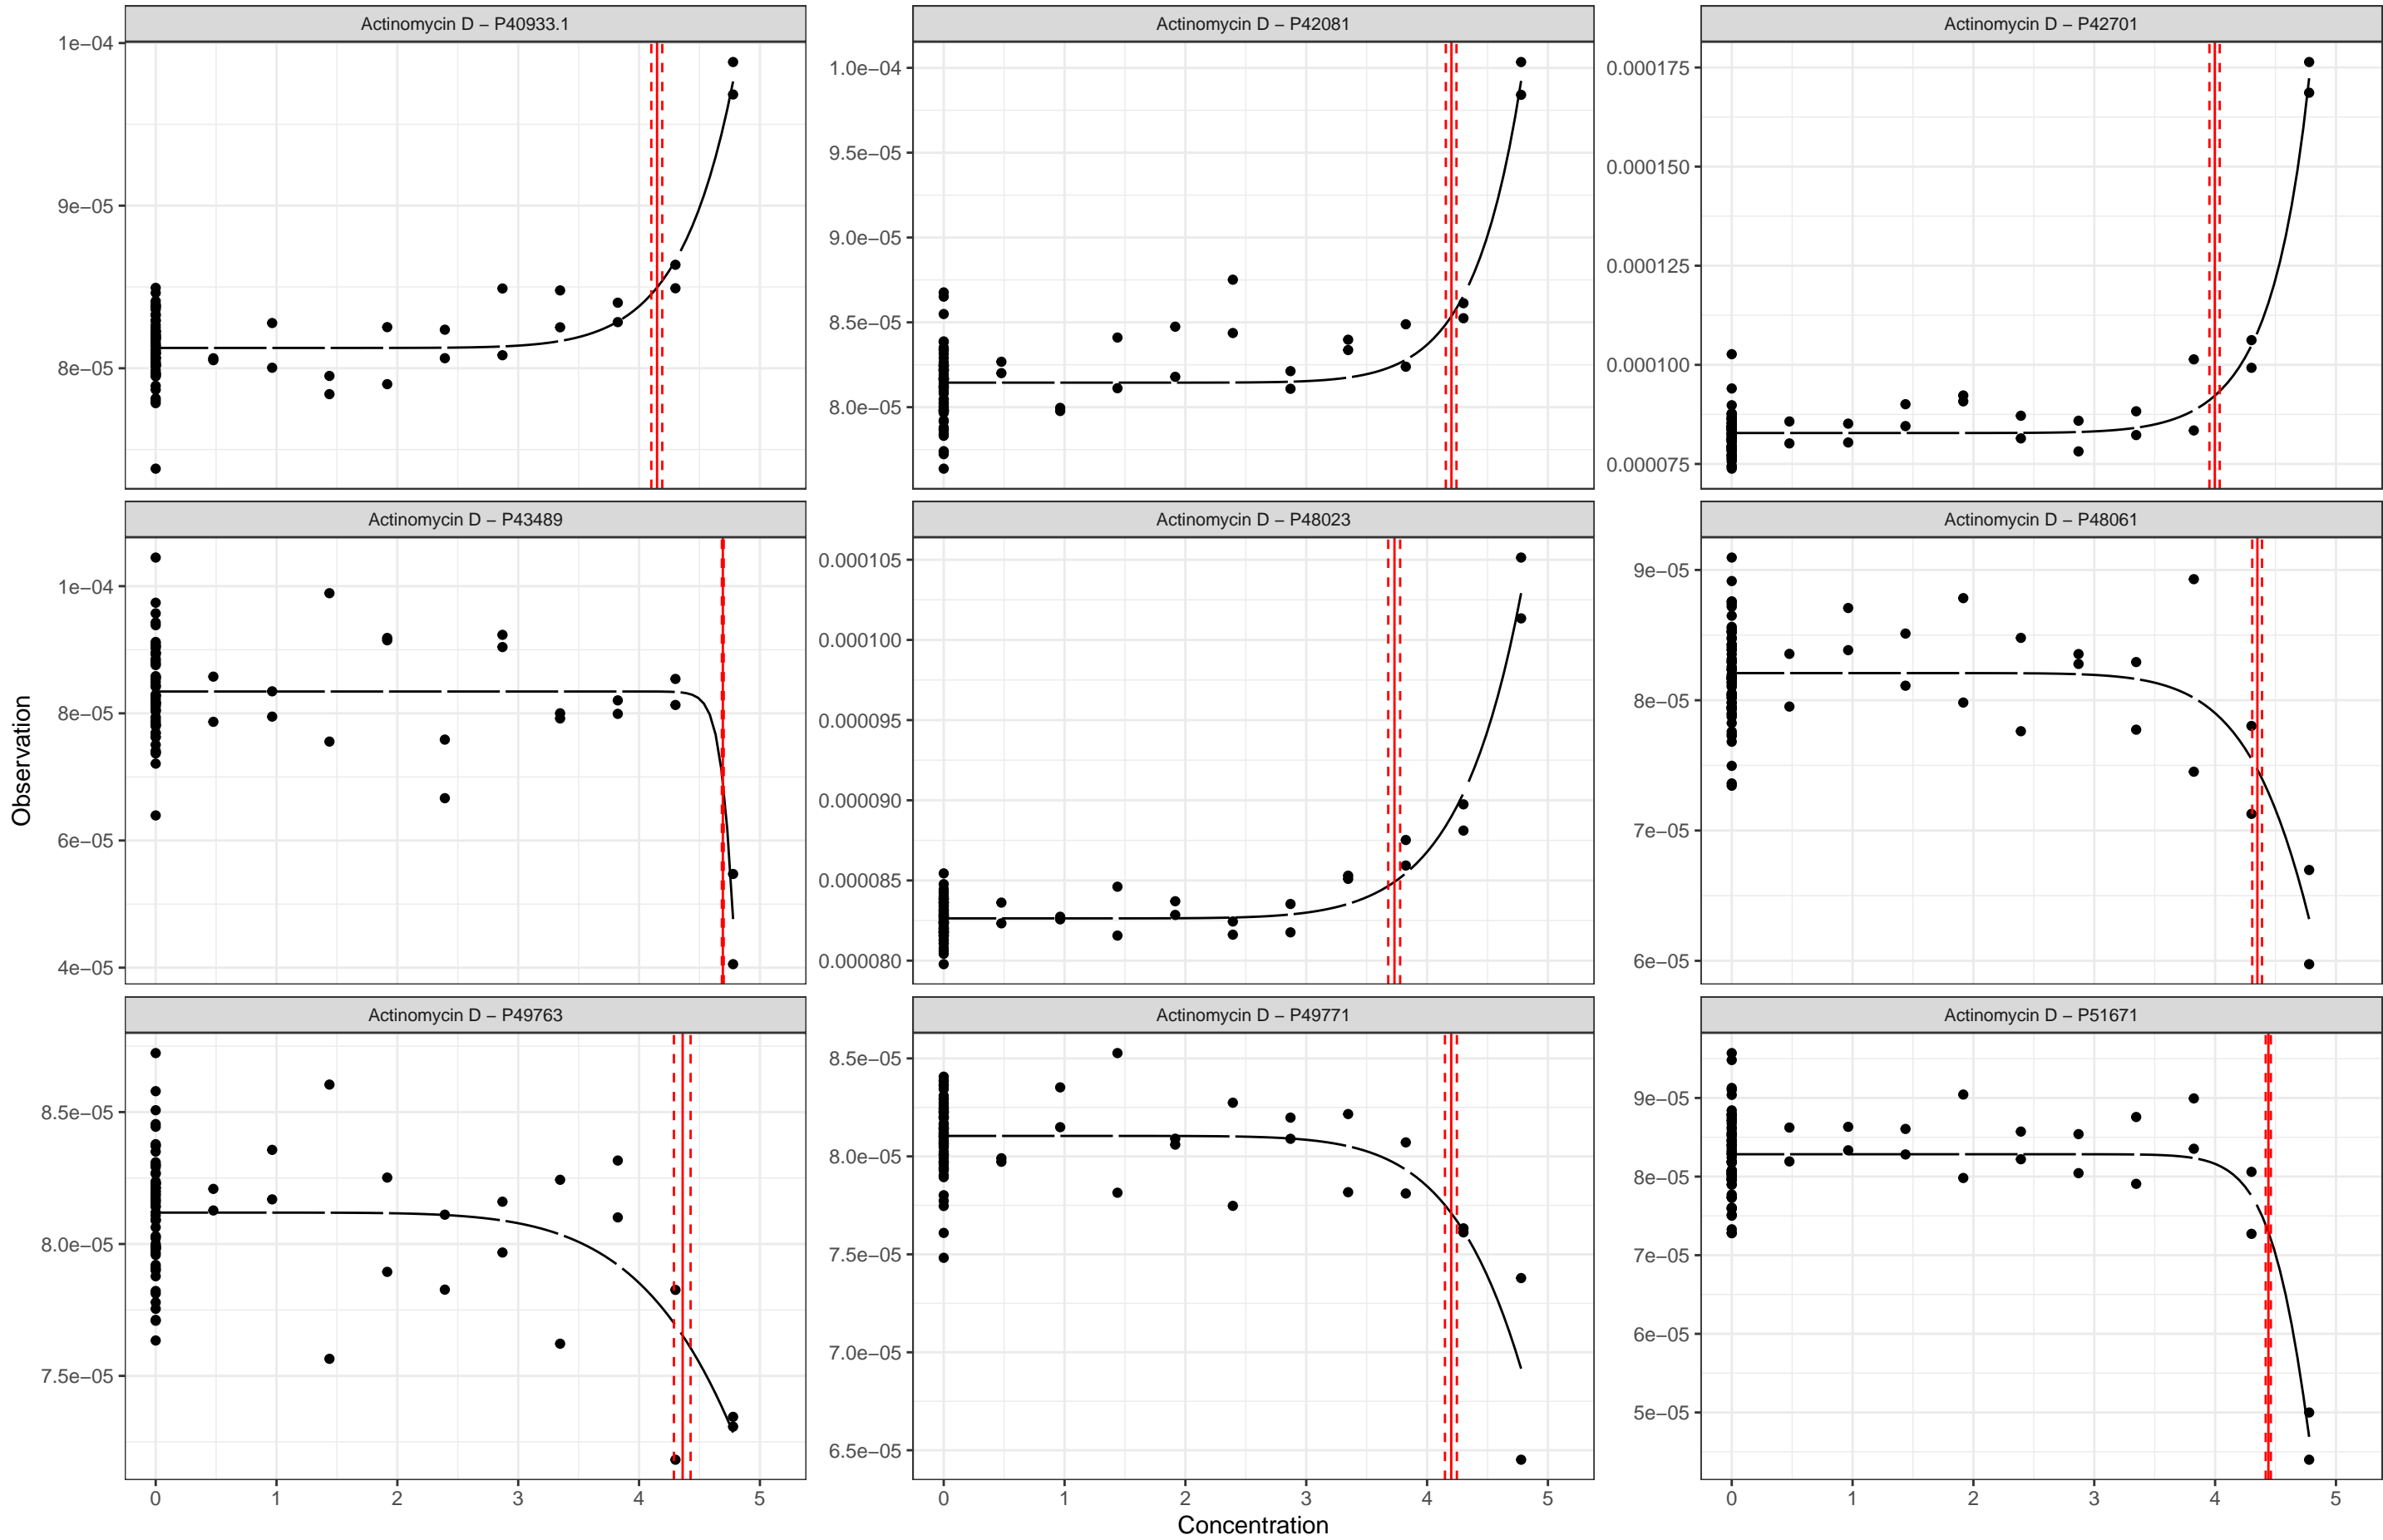 Actinomycin D − P40933.1
Actinomycin D − P42081
Actinomycin D − P42701
1e−04
9e−05
8e−05
1.0e−04
9.5e−05
9.0e−05
8.5e−05
8.0e−05
0.000175
0.000150
0.000125
0.000100
0.000075
Actinomycin D − P43489
Actinomycin D − P48023
Actinomycin D − P48061
1e−04
8e−05
6e−05
4e−05
0.000105
0.000100
0.000095
0.000090
0.000085
0.000080
9e−05
8e−05
7e−05
6e−05
Observation
Actinomycin D − P49763
Actinomycin D − P49771
Actinomycin D − P51671
8.5e−05
8.0e−05
7.5e−05
8.5e−05
8.0e−05
7.5e−05
7.0e−05
6.5e−05
9e−05
8e−05
7e−05
6e−05
5e−05
0 1 2 3 4 5
0 1 2 3 4 5
0 1 2 3 4 5
Concentration